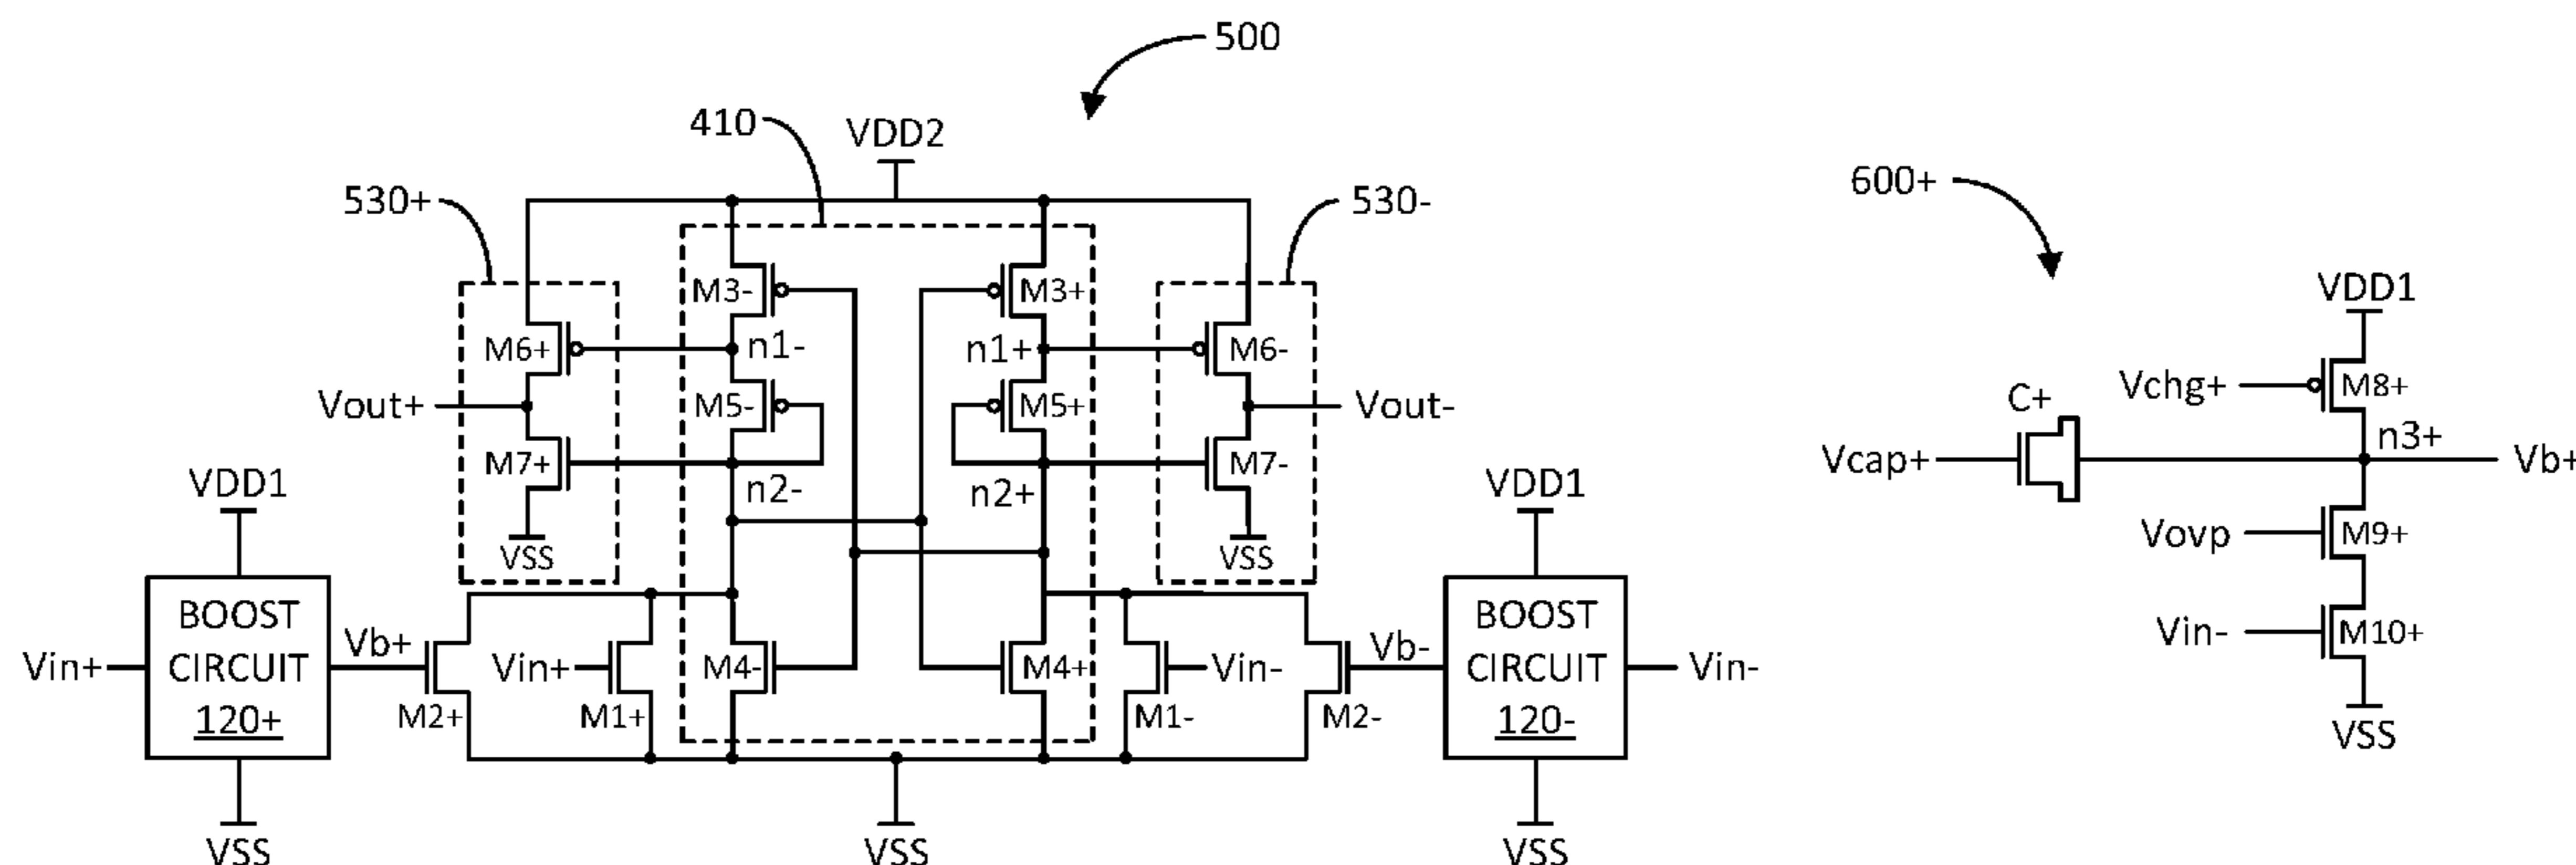 500
410
VDD2
530+
530-
M3-
M3+
M6+
n1-
n1+
M6-
Vout+
M5-
M5+
Vout-
M7+
n2-
n2+
M7-
VSS
VSS
VDD1
VDD1
BOOST
CIRCUIT
120+
Vin+
Vb+
M2+
Vin+
M1+
M4-
M4+
Vin-
M1-
M2-
Vb-
BOOST
CIRCUIT
120-
Vin-
VSS
VSS
VSS
600+
VDD1
Vchg+
M8+
C+
n3+
Vcap+
Vb+
Vovp
M9+
Vin-
M10+
VSS